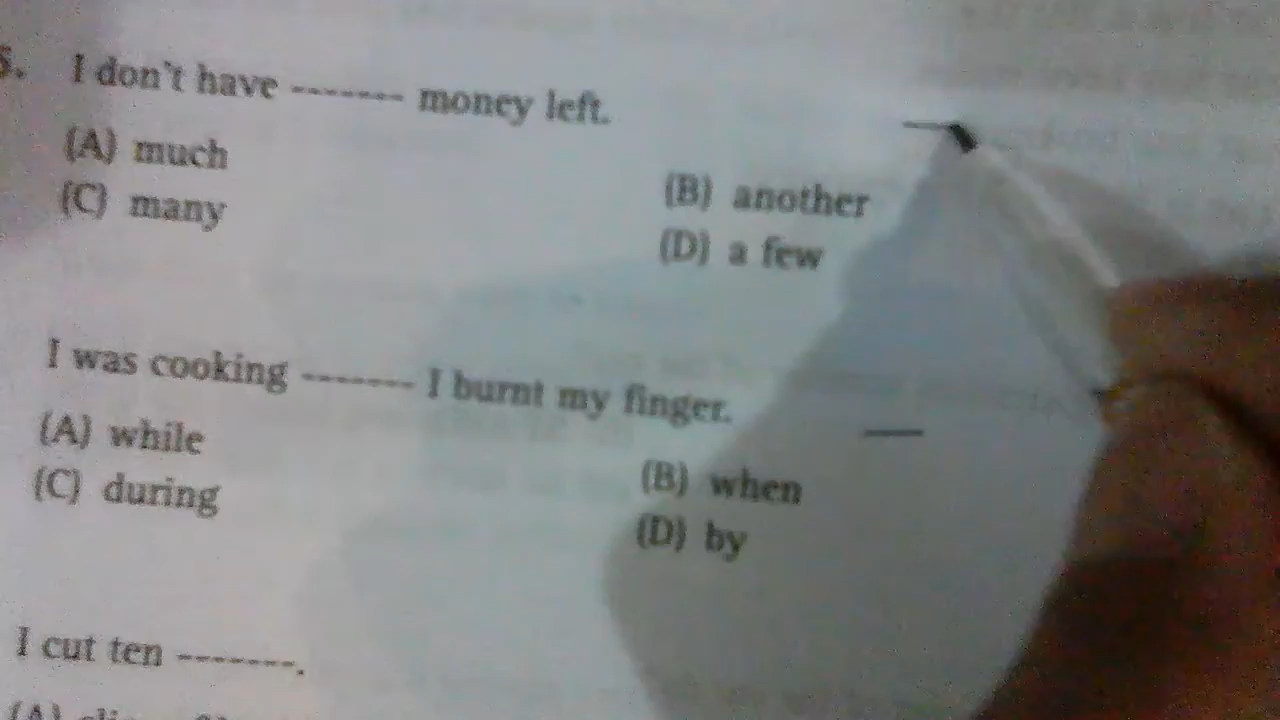 5. I don't have ------- money left.
(A) much
(B) another
(C) many
(D) a few
I was cooking ------- I burnt my finger.
(A) while
(B) when
(C) during
(D) by
I cut ten -------.
(A)